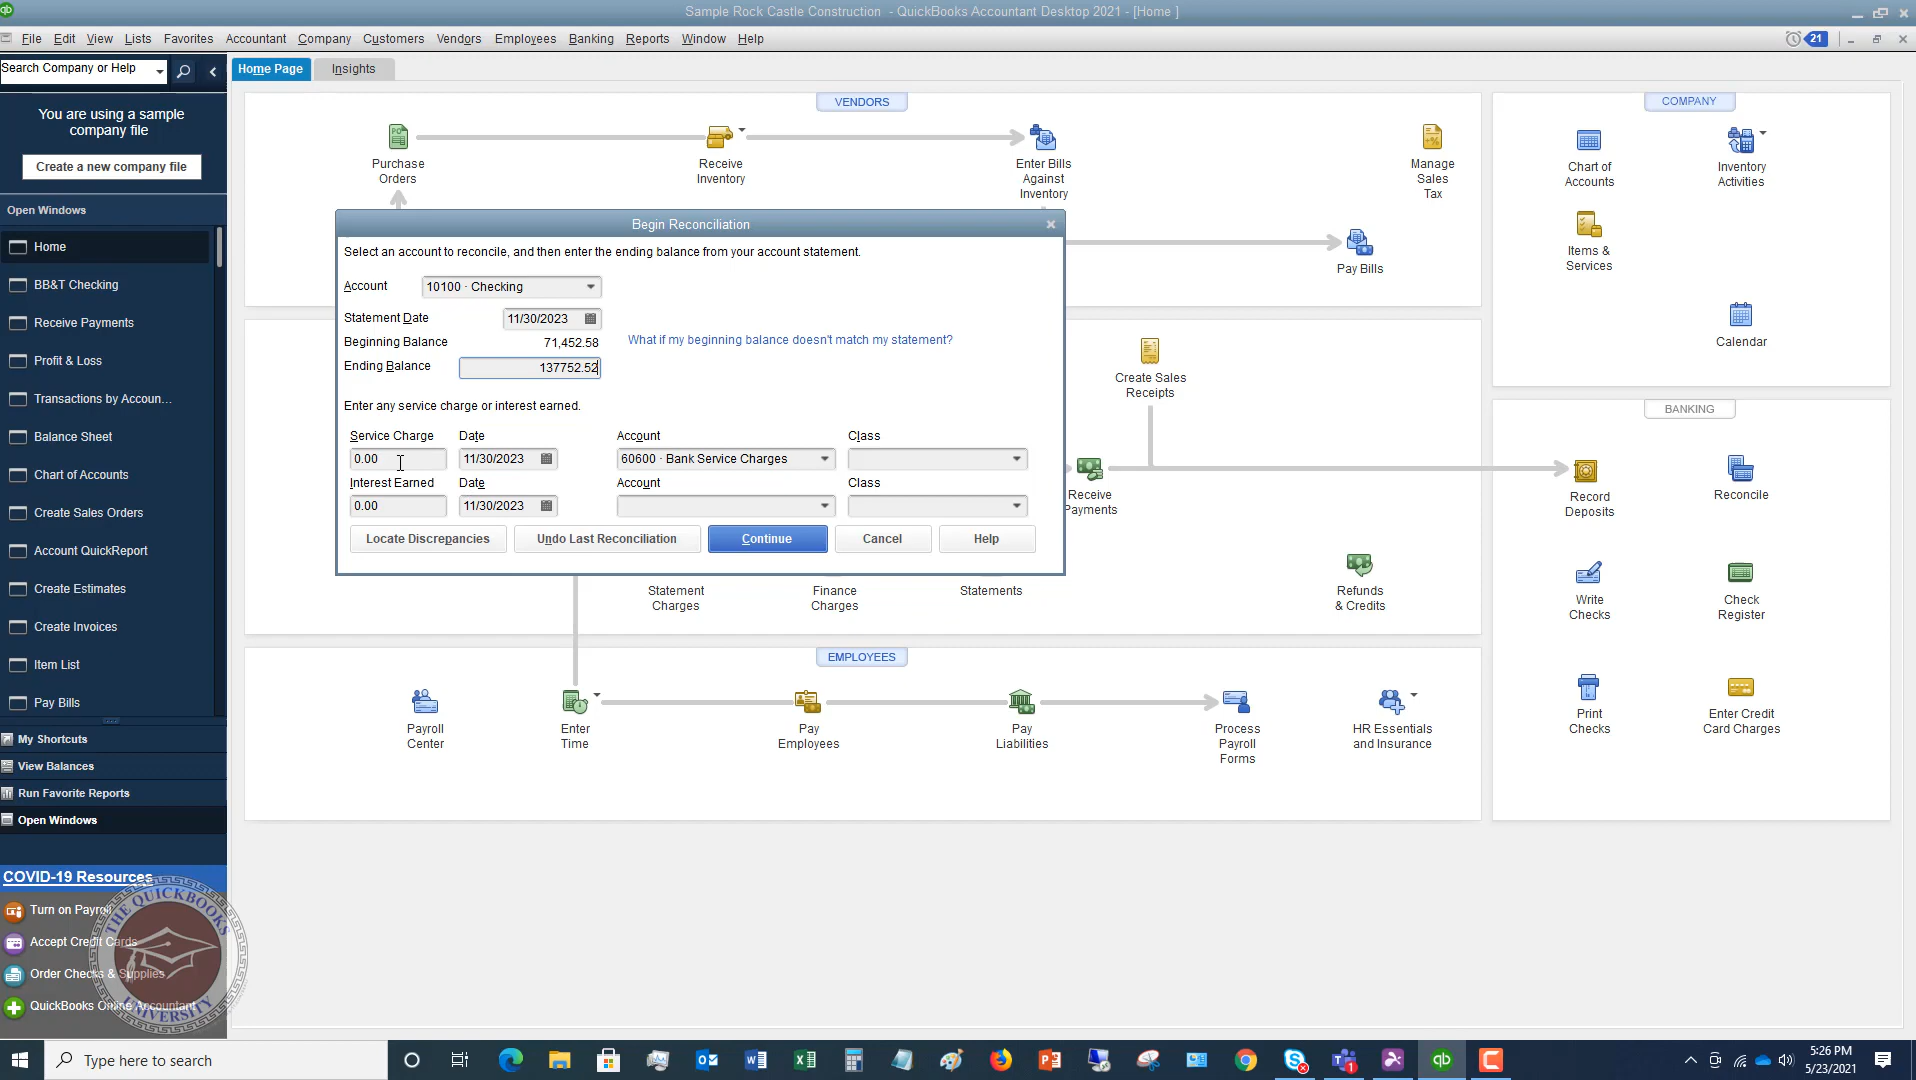 Sample Rock Castle Construction - QuickBooks Accountant Desktop 2021 - [Home ]
File Edit View Lists Favorites Accountant Company Customers Vendors Employees Banking Reports Window Help
21
Search Company or Help
Home Page Insights
You are using a sample
company file
Create a new company file
Open Windows
Home
BB&T Checking
Receive Payments
Profit & Loss
Transactions by Accoun...
Balance Sheet
Chart of Accounts
Create Sales Orders
Account QuickReport
Create Estimates
Create Invoices
Item List
Pay Bills
My Shortcuts
View Balances
Run Favorite Reports
Open Windows
COVID-19 Resources
Turn on Payroll
Accept Credit Cards
Order Checks & Supplies
QuickBooks Online Accountant
THE QUICKBOOKS
UNIVERSITY
VENDORS
Purchase
Orders
Receive
Inventory
Enter Bills
Against
Inventory
Manage
Sales
Tax
Pay Bills
Begin Reconciliation
Select an account to reconcile, and then enter the ending balance from your account statement.
Account 10100 · Checking
Statement Date 11/30/2023
Beginning Balance 71,452.58
What if my beginning balance doesn't match my statement?
Ending Balance 137752.52
Enter any service charge or interest earned.
Service Charge Date Account Class
0.00 11/30/2023 60600 · Bank Service Charges
Interest Earned Date Account Class
0.00 11/30/2023
Locate Discrepancies Undo Last Reconciliation Continue Cancel Help
Create Sales
Receipts
Receive
Payments
Record
Deposits
Statement
Charges
Finance
Charges
Statements
Refunds
& Credits
EMPLOYEES
Payroll
Center
Enter
Time
Pay
Employees
Pay
Liabilities
Process
Payroll
Forms
HR Essentials
and Insurance
COMPANY
Chart of
Accounts
Inventory
Activities
Items &
Services
Calendar
BANKING
Reconcile
Write
Checks
Check
Register
Print
Checks
Enter Credit
Card Charges
Type here to search
5:26 PM
5/23/2021